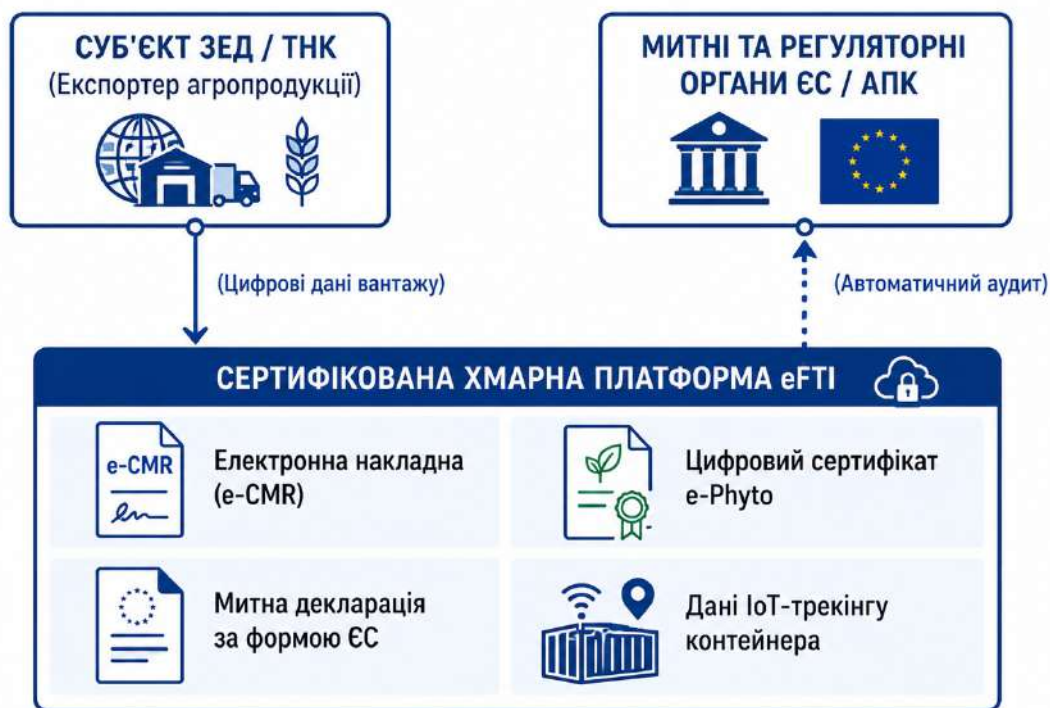 СУБ'ЄКТ ЗЕД / ТНК
(Експортер агропродукції)
МИТНІ ТА РЕГУЛЯТОРНІ
ОРГАНИ ЄС / АПК
(Цифрові дані вантажу)
(Автоматичний аудит)
СЕРТИФІКОВАНА ХМАРНА ПЛАТФОРМА eFTI
e-CMR
Електронна накладна
(e-CMR)
Цифровий сертифікат
e-Phyto
Митна декларація
за формою ЄС
Дані IoT-трекінгу
контейнера